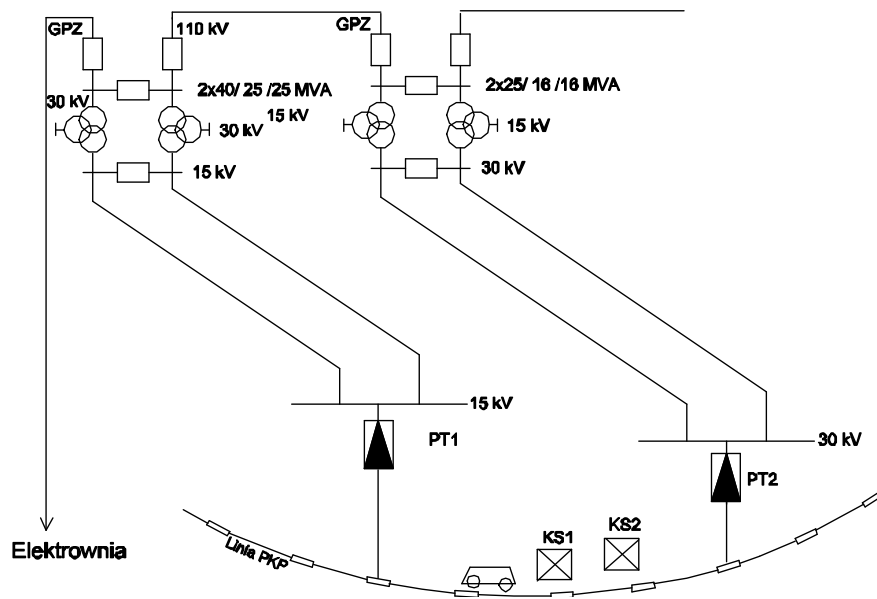 GPZ
110 kV
GPZ
2x40/ 25 /25 MVA
2x25/ 16 /16 MVA
30 kV
15 kV
30 kV
15 kV
15 kV
30 kV
15 kV
PT1
30 kV
PT2
KS1
KS2
Linia PKP
Elektrownia